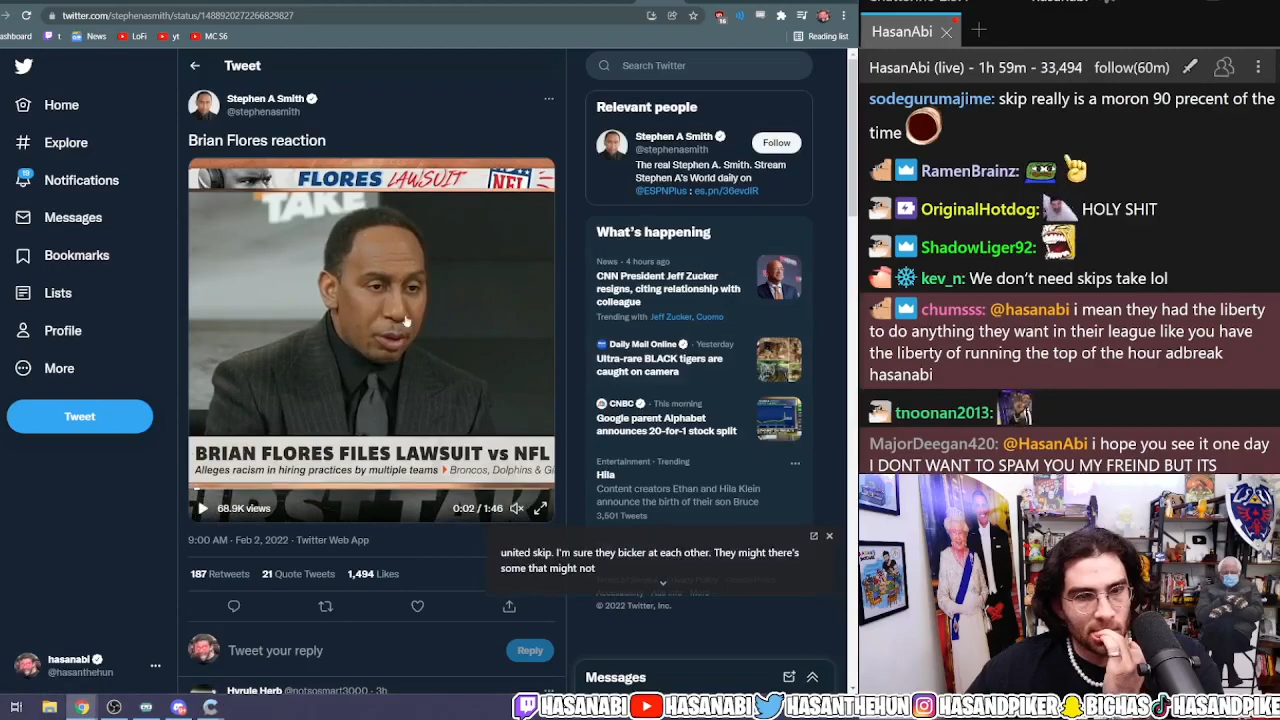 twitter.com/stephenasmith/status/1488920272266829827
ashboard
t
News
LoFi
yt
MC S6
Reading list
Home
Explore
Notifications
Messages
Bookmarks
Lists
Profile
More
Tweet
hasanabi
@hasanthehun
Tweet
Stephen A Smith
@stephenasmith
Brian Flores reaction
FLORES LAWSUIT NFL
TAKE
BRIAN FLORES FILES LAWSUIT vs NFL
Alleges racism in hiring practices by multiple teams Broncos, Dolphins & Gi
FIRST TAKE
68.9K views
0:02 / 1:46
9:00 AM · Feb 2, 2022 · Twitter Web App
187 Retweets 21 Quote Tweets 1,494 Likes
Tweet your reply
Reply
Hyrule Herb @notsosmart3000 · 3h
Search Twitter
Relevant people
Stephen A Smith
@stephenasmith
Follow
The real Stephen A. Smith. Stream
Stephen A's World daily on
@ESPNPlus : es.pn/36evdIR
What's happening
News · 4 hours ago
CNN President Jeff Zucker
resigns, citing relationship with
colleague
Trending with Jeff Zucker, Cuomo
Daily Mail Online · Yesterday
Ultra-rare BLACK tigers are
caught on camera
CNBC · This morning
Google parent Alphabet
announces 20-for-1 stock split
Entertainment · Trending
Hila
Content creators Ethan and Hila Klein
announce the birth of their son Bruce
3,501 Tweets
united skip. I'm sure they bicker at each other. They might there's
some that might not
© 2022 Twitter, Inc.
Messages
HasanAbi
HasanAbi (live) - 1h 59m - 33,494 follow(60m)
sodegurumajime: skip really is a moron 90 precent of the
time
RamenBrainz:
OriginalHotdog: HOLY SHIT
ShadowLiger92:
kev_n: We don't need skips take lol
chumsss: @hasanabi i mean they had the liberty
to do anything they want in their league like you have
the liberty of running the top of the hour adbreak
hasanabi
tnoonan2013:
MajorDeegan420: @HasanAbi i hope you see it one day
I DONT WANT TO SPAM YOU MY FREIND BUT ITS
HASANABI HASANABI HASANTHEHUN HASANDPIKER BIGHAS HASANDPIKE